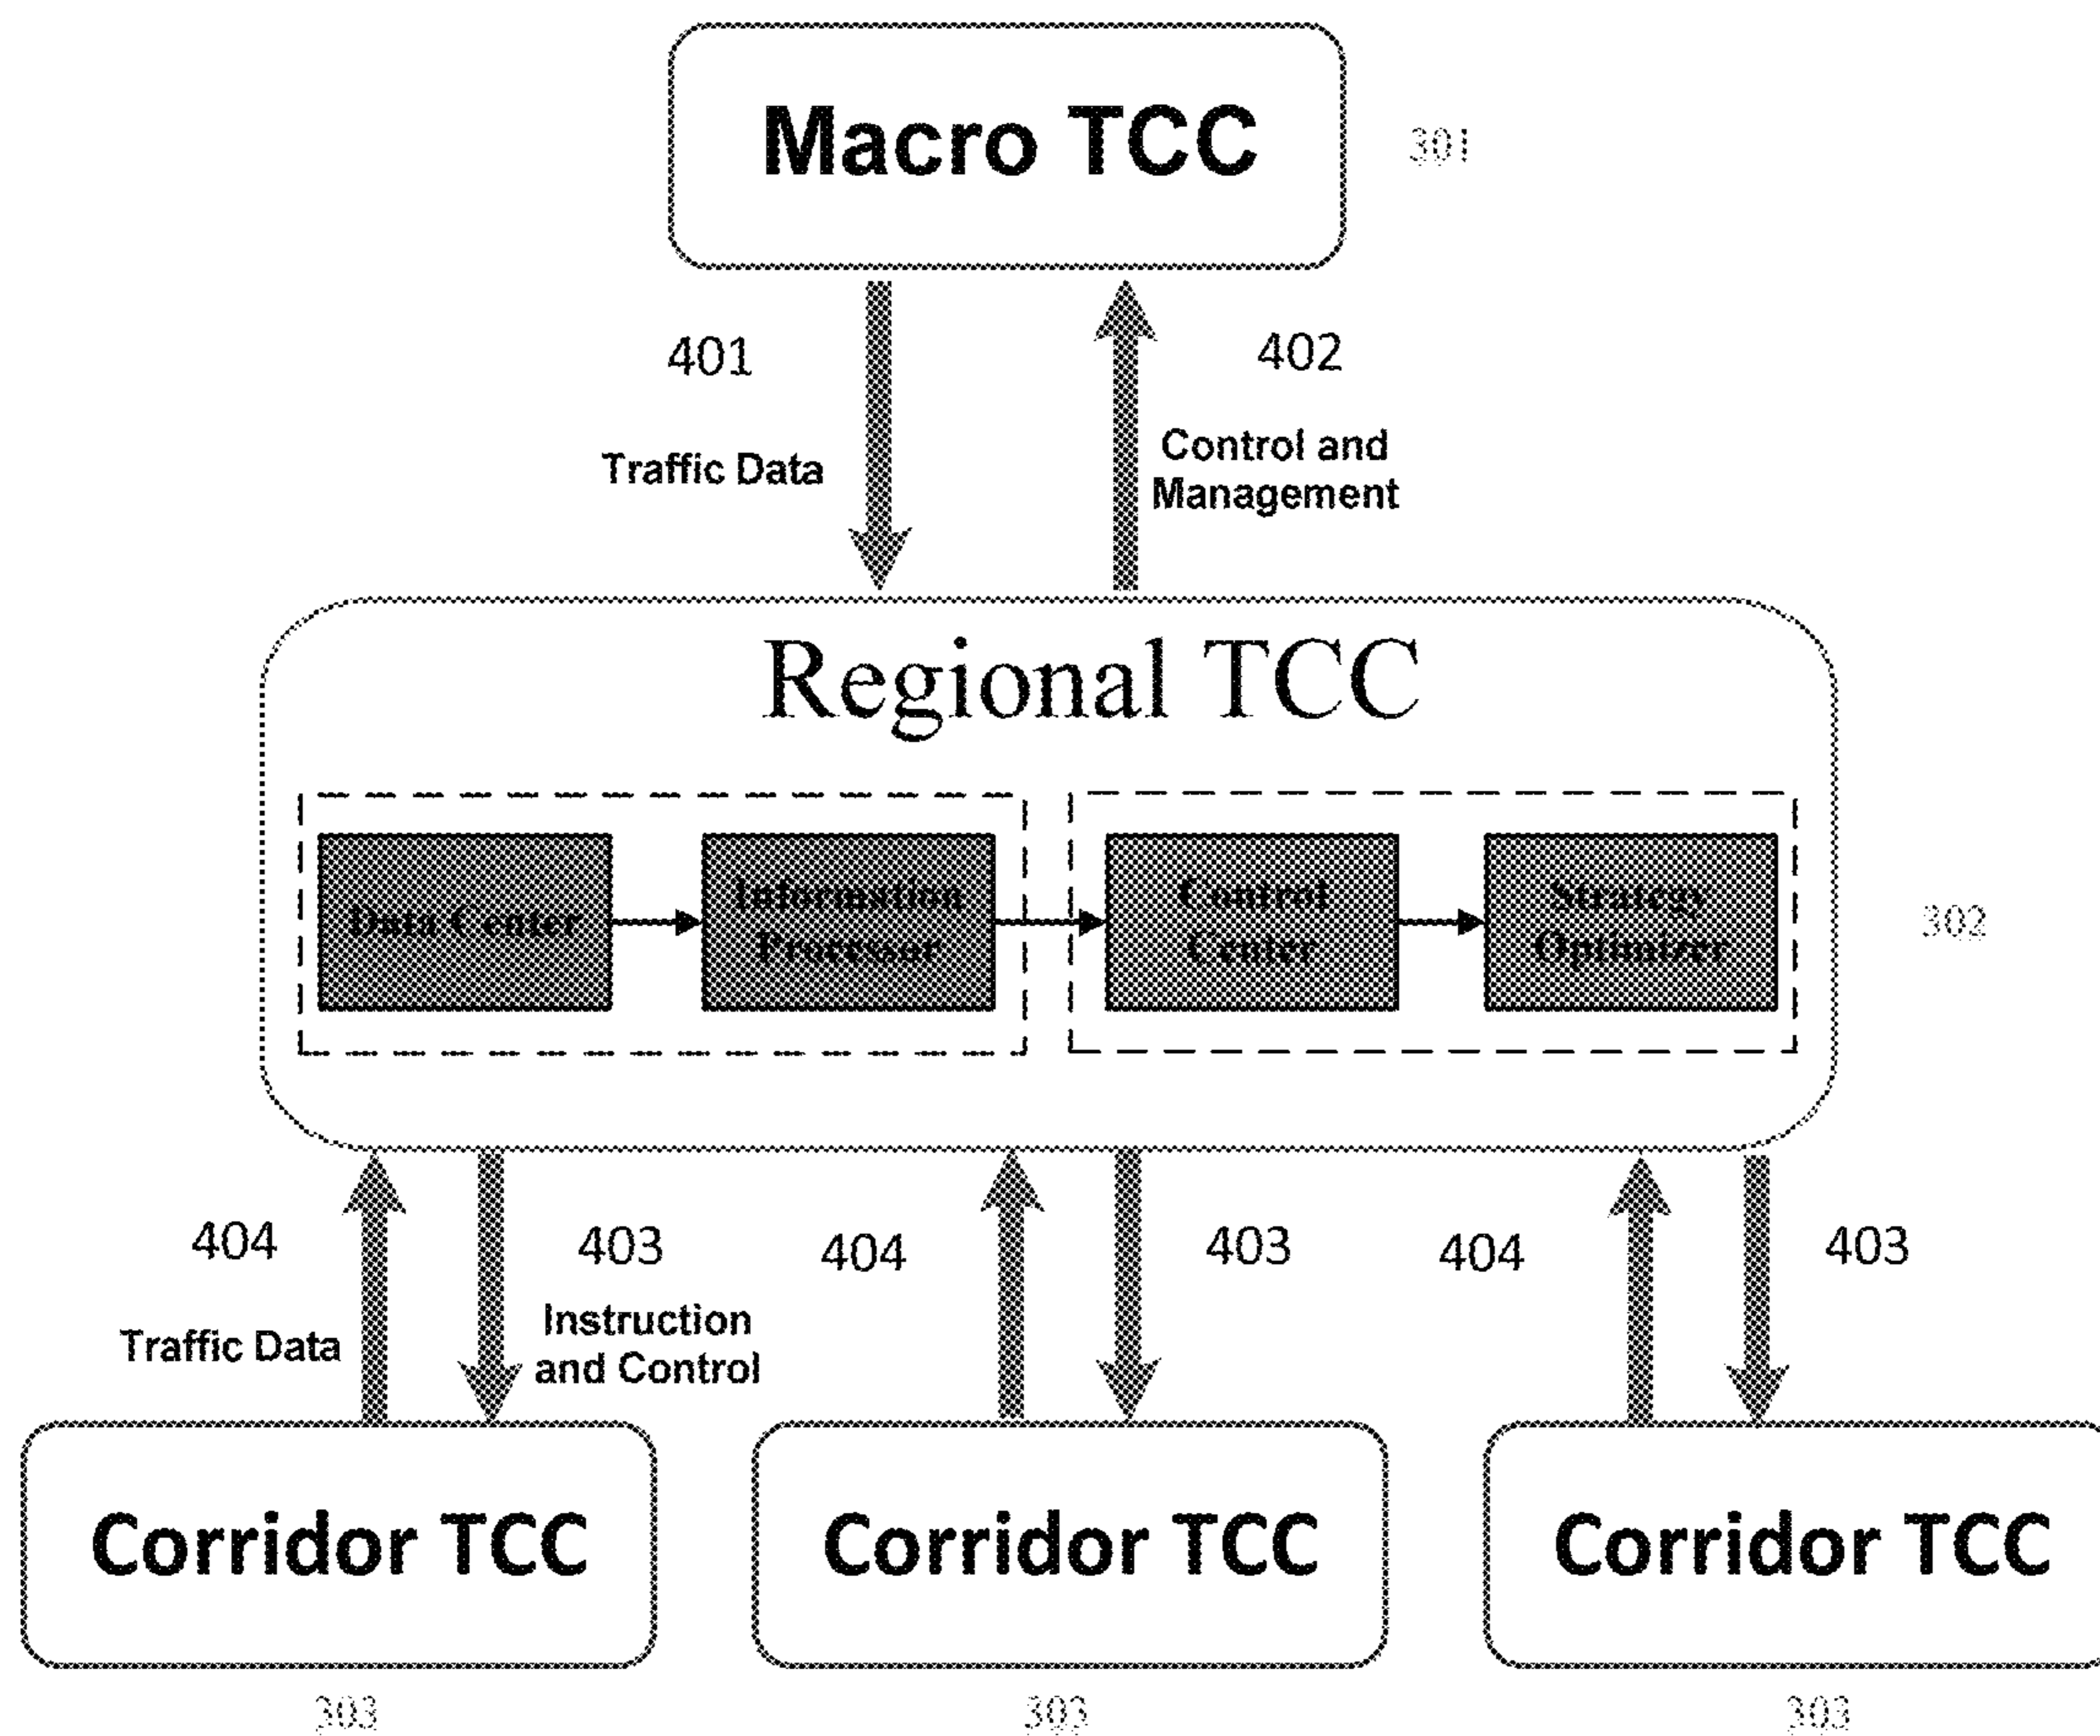 Macro TCC
301
401
402
Traffic Data
Control and
Management
Regional TCC
Data Center
Information
Processor
Control
Center
Strategy
Optimizer
302
404
403
404
403
404
403
Traffic Data
Instruction
and Control
Corridor TCC
Corridor TCC
Corridor TCC
303
303
303